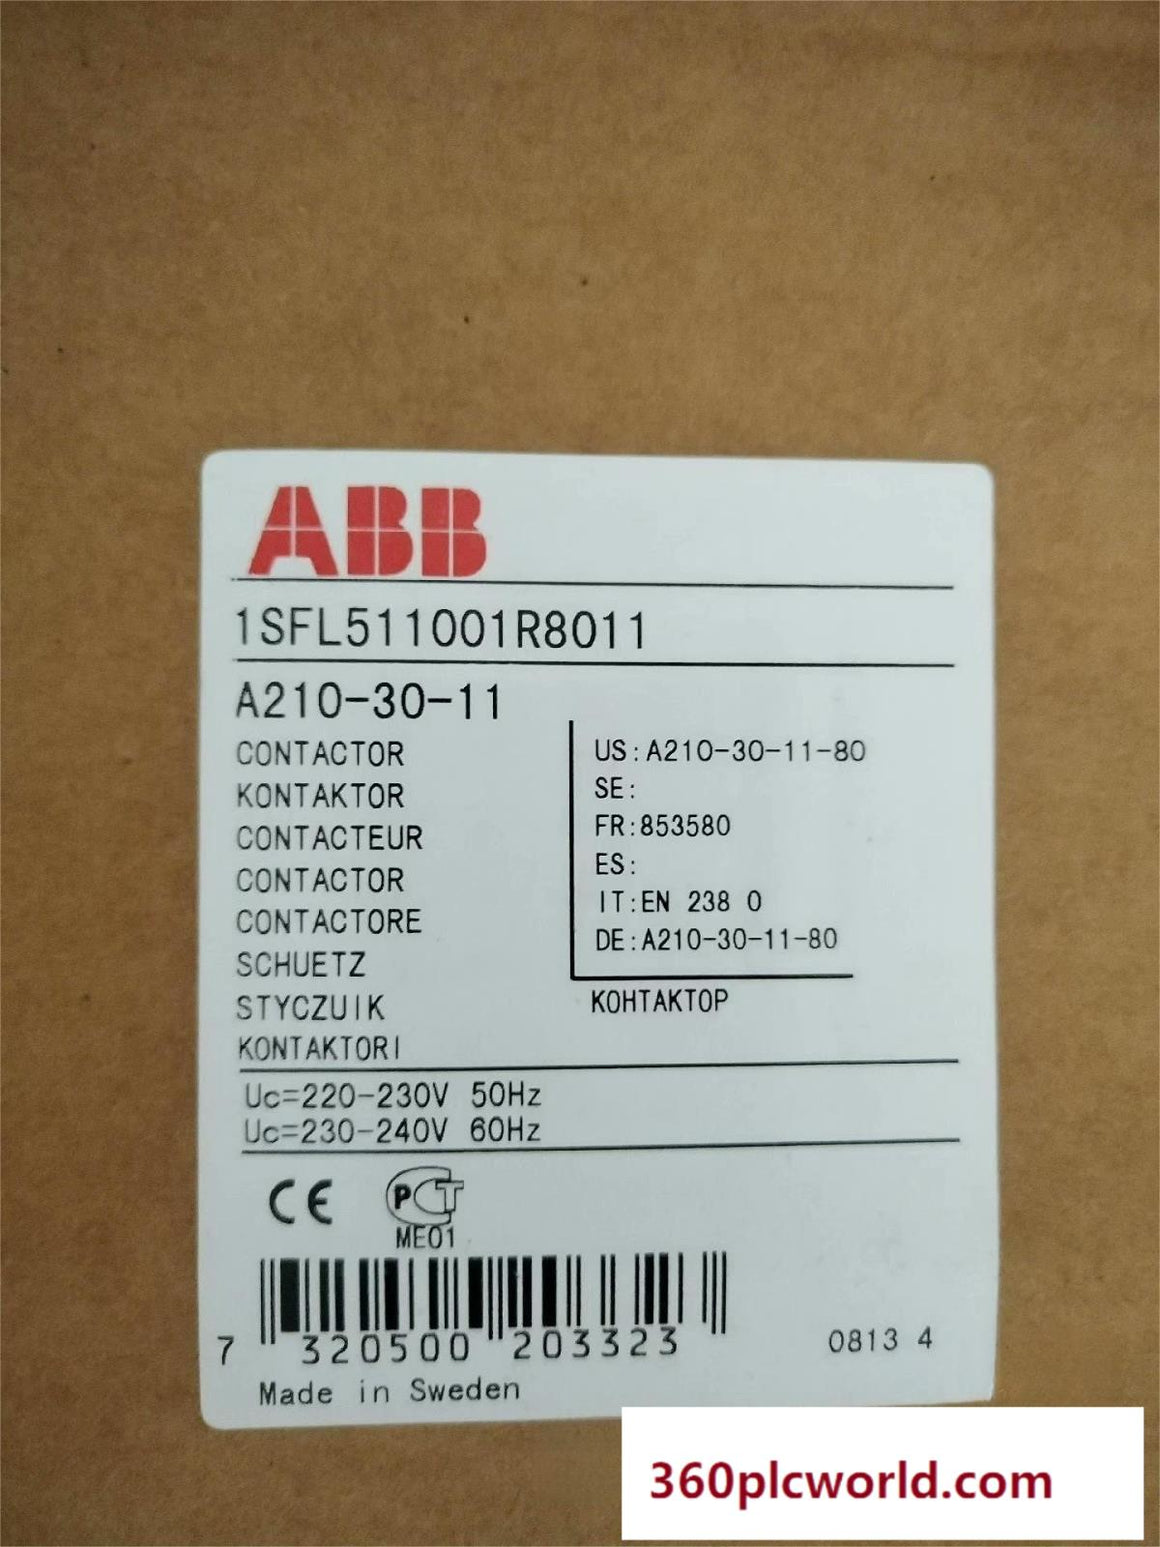 ABB
1SFL511001R8011
A210-30-11
CONTACTOR
KONTAKTOR
CONTACTEUR
CONTACTOR
CONTACTORE
SCHUETZ
STYCZUIK
KONTAKTORI
US:A210-30-11-80
SE:
FR:853580
ES:
IT:EN 238 0
DE:A210-30-11-80
КОНТАКТОР
Uc=220-230V 50Hz
Uc=230-240V 60Hz
CE
РСТ
ME01
7 320500 203323
0813 4
Made in Sweden
360plcworld.com